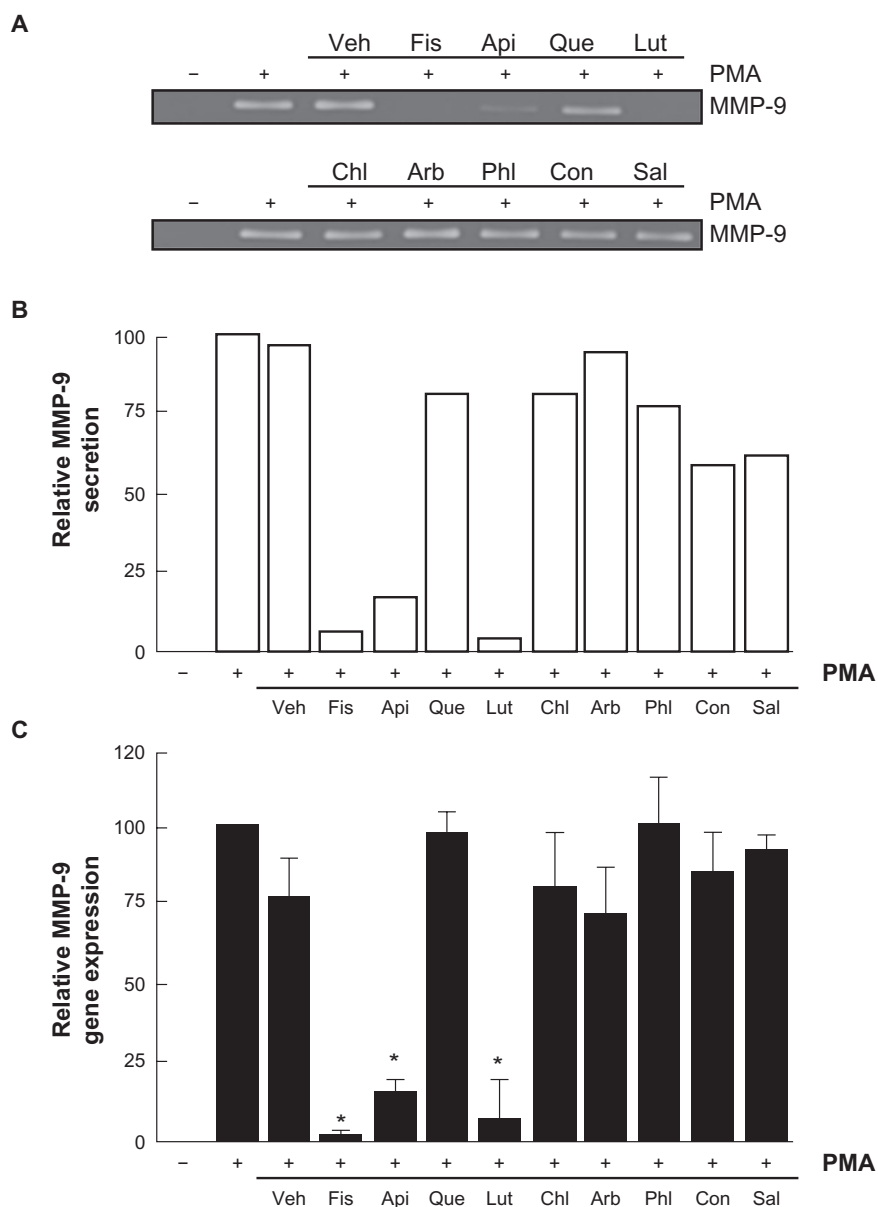 A
Veh Fis Api Que Lut
− + + + + + + PMA
MMP-9
Chl Arb Phl Con Sal
− + + + + + + PMA
MMP-9
B
Relative MMP-9
secretion
100
75
50
25
0
− + + + + + + + + + + + PMA
Veh Fis Api Que Lut Chl Arb Phl Con Sal
C
Relative MMP-9
gene expression
120
100
75
50
25
0
* * *
− + + + + + + + + + + + PMA
Veh Fis Api Que Lut Chl Arb Phl Con Sal